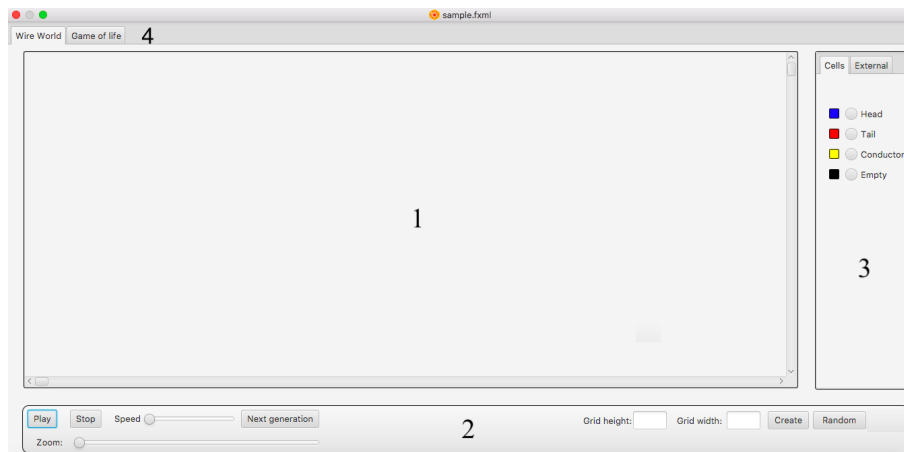 sample.fxml
Wire World Game of life 4
Cells External
Head
Tail
Conductor
Empty
1
3
Play Stop Speed Next generation 2 Grid height: Grid width: Create Random
Zoom: